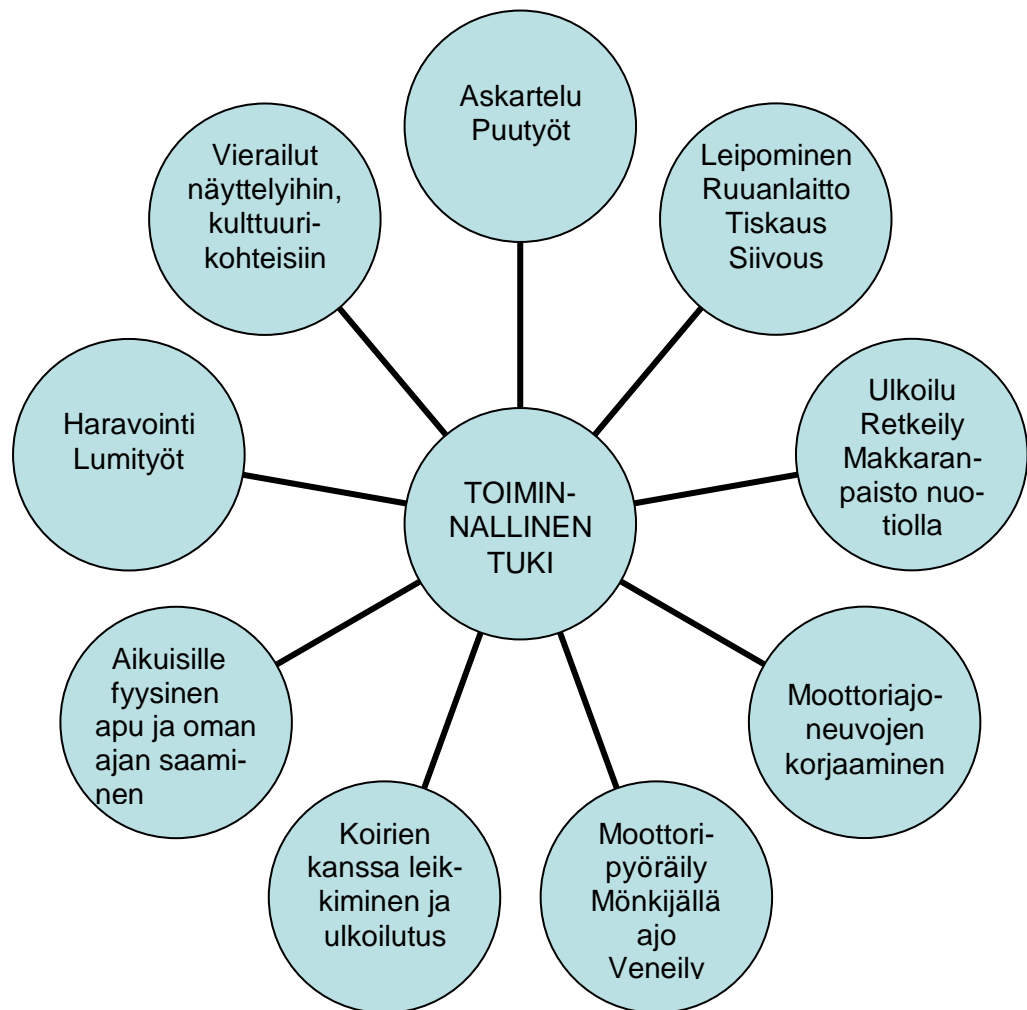 Askartelu
Puutyöt
Leipominen
Ruuanlaitto
Tiskaus
Siivous
Ulkoilu
Retkeily
Makkaran-
paisto nuo-
tiolla
Moottoriajo-
neuvojen
korjaaminen
Moottori-
pyöräily
Mönkijällä
ajo
Veneily
Koirien
kanssa leik-
kiminen ja
ulkoilutus
Aikuisille
fyysinen
apu ja oman
ajan saami-
nen
Haravointi
Lumityöt
Vierailut
näyttelyihin,
kulttuuri-
kohteisiin
TOIMIN-
NALLINEN
TUKI